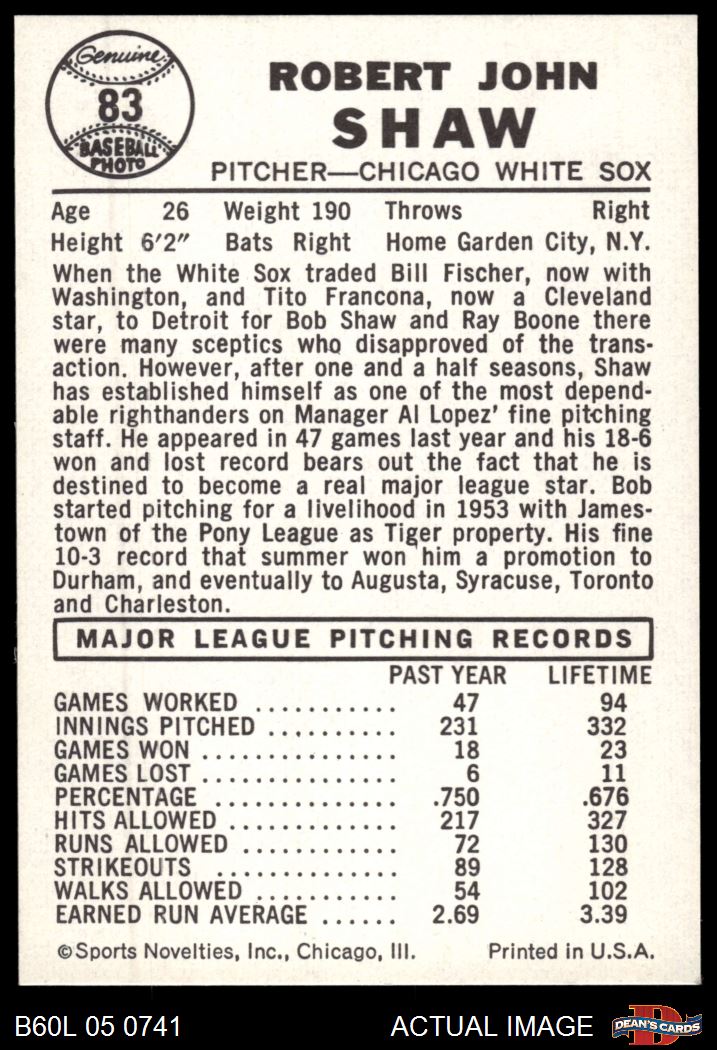 Genuine
83
BASEBALL
PHOTO
ROBERT JOHN
SHAW
PITCHER—CHICAGO WHITE SOX
Age 26 Weight 190 Throws Right
Height 6'2" Bats Right Home Garden City, N.Y.
When the White Sox traded Bill Fischer, now with
Washington, and Tito Francona, now a Cleveland
star, to Detroit for Bob Shaw and Ray Boone there
were many sceptics who disapproved of the trans-
action. However, after one and a half seasons, Shaw
has established himself as one of the most depend-
able righthanders on Manager Al Lopez' fine pitching
staff. He appeared in 47 games last year and his 18-6
won and lost record bears out the fact that he is
destined to become a real major league star. Bob
started pitching for a livelihood in 1953 with James-
town of the Pony League as Tiger property. His fine
10-3 record that summer won him a promotion to
Durham, and eventually to Augusta, Syracuse, Toronto
and Charleston.
MAJOR LEAGUE PITCHING RECORDS
PAST YEAR LIFETIME
GAMES WORKED ........... 47 94
INNINGS PITCHED .......... 231 332
GAMES WON ............... 18 23
GAMES LOST ............... 6 11
PERCENTAGE .............. .750 .676
HITS ALLOWED ............. 217 327
RUNS ALLOWED ............ 72 130
STRIKEOUTS .............. 89 128
WALKS ALLOWED ........... 54 102
EARNED RUN AVERAGE ...... 2.69 3.39
©Sports Novelties, Inc., Chicago, Ill. Printed in U.S.A.
B60L 05 0741 ACTUAL IMAGE DEAN'S CARDS